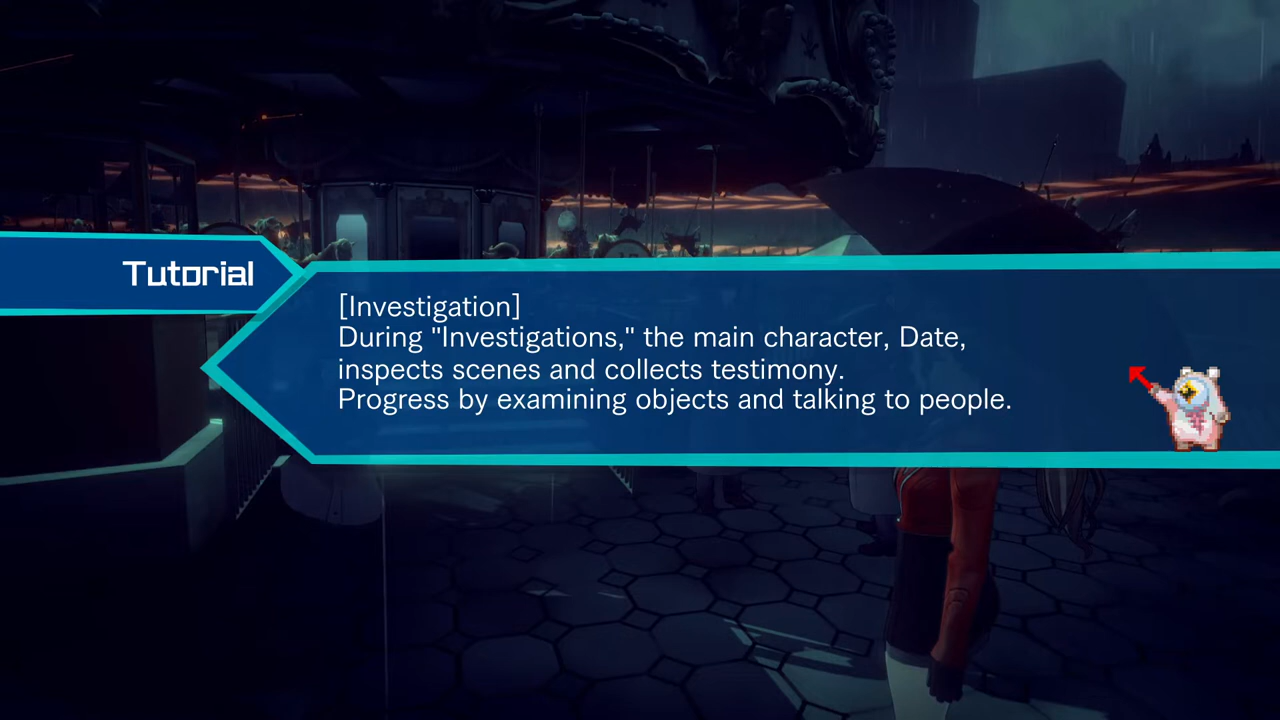 Tutorial
[Investigation]
During "Investigations," the main character, Date,
inspects scenes and collects testimony.
Progress by examining objects and talking to people.